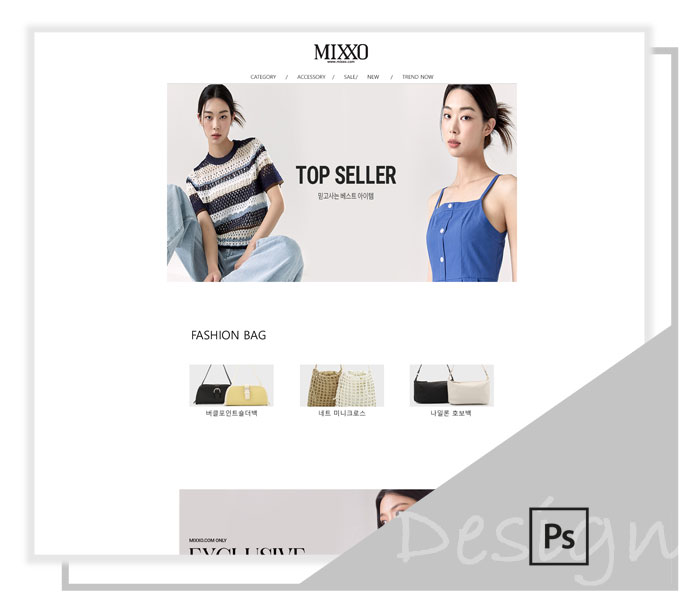 MIXXO
www.mixxo.com
CATEGORY / ACCESSORY / SALE/ NEW / TREND NOW
TOP SELLER
믿고사는 베스트 아이템
FASHION BAG
버클포인트숄더백
네트 미니크로스
나일론 호보백
MIXXO.COM ONLY
EXCLUSIVE
Design
Ps